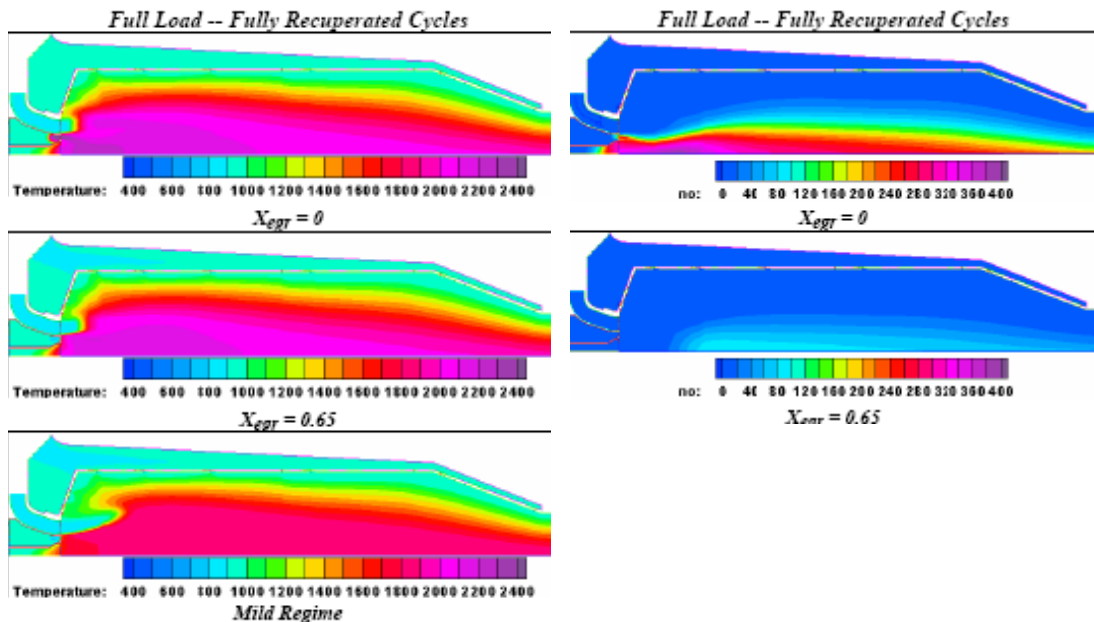 Full Load -- Fully Recuperated Cycles
Temperature: 400 600 800 1000 1200 1400 1600 1800 2000 2200 2400
X_egr = 0
Temperature: 400 600 800 1000 1200 1400 1600 1800 2000 2200 2400
X_egr = 0.65
Temperature: 400 600 800 1000 1200 1400 1600 1800 2000 2200 2400
Mild Regime
Full Load -- Fully Recuperated Cycles
no: 0 40 80 120 160 200 240 280 320 360 400
X_egr = 0
no: 0 40 80 120 160 200 240 280 320 360 400
X_egr = 0.65